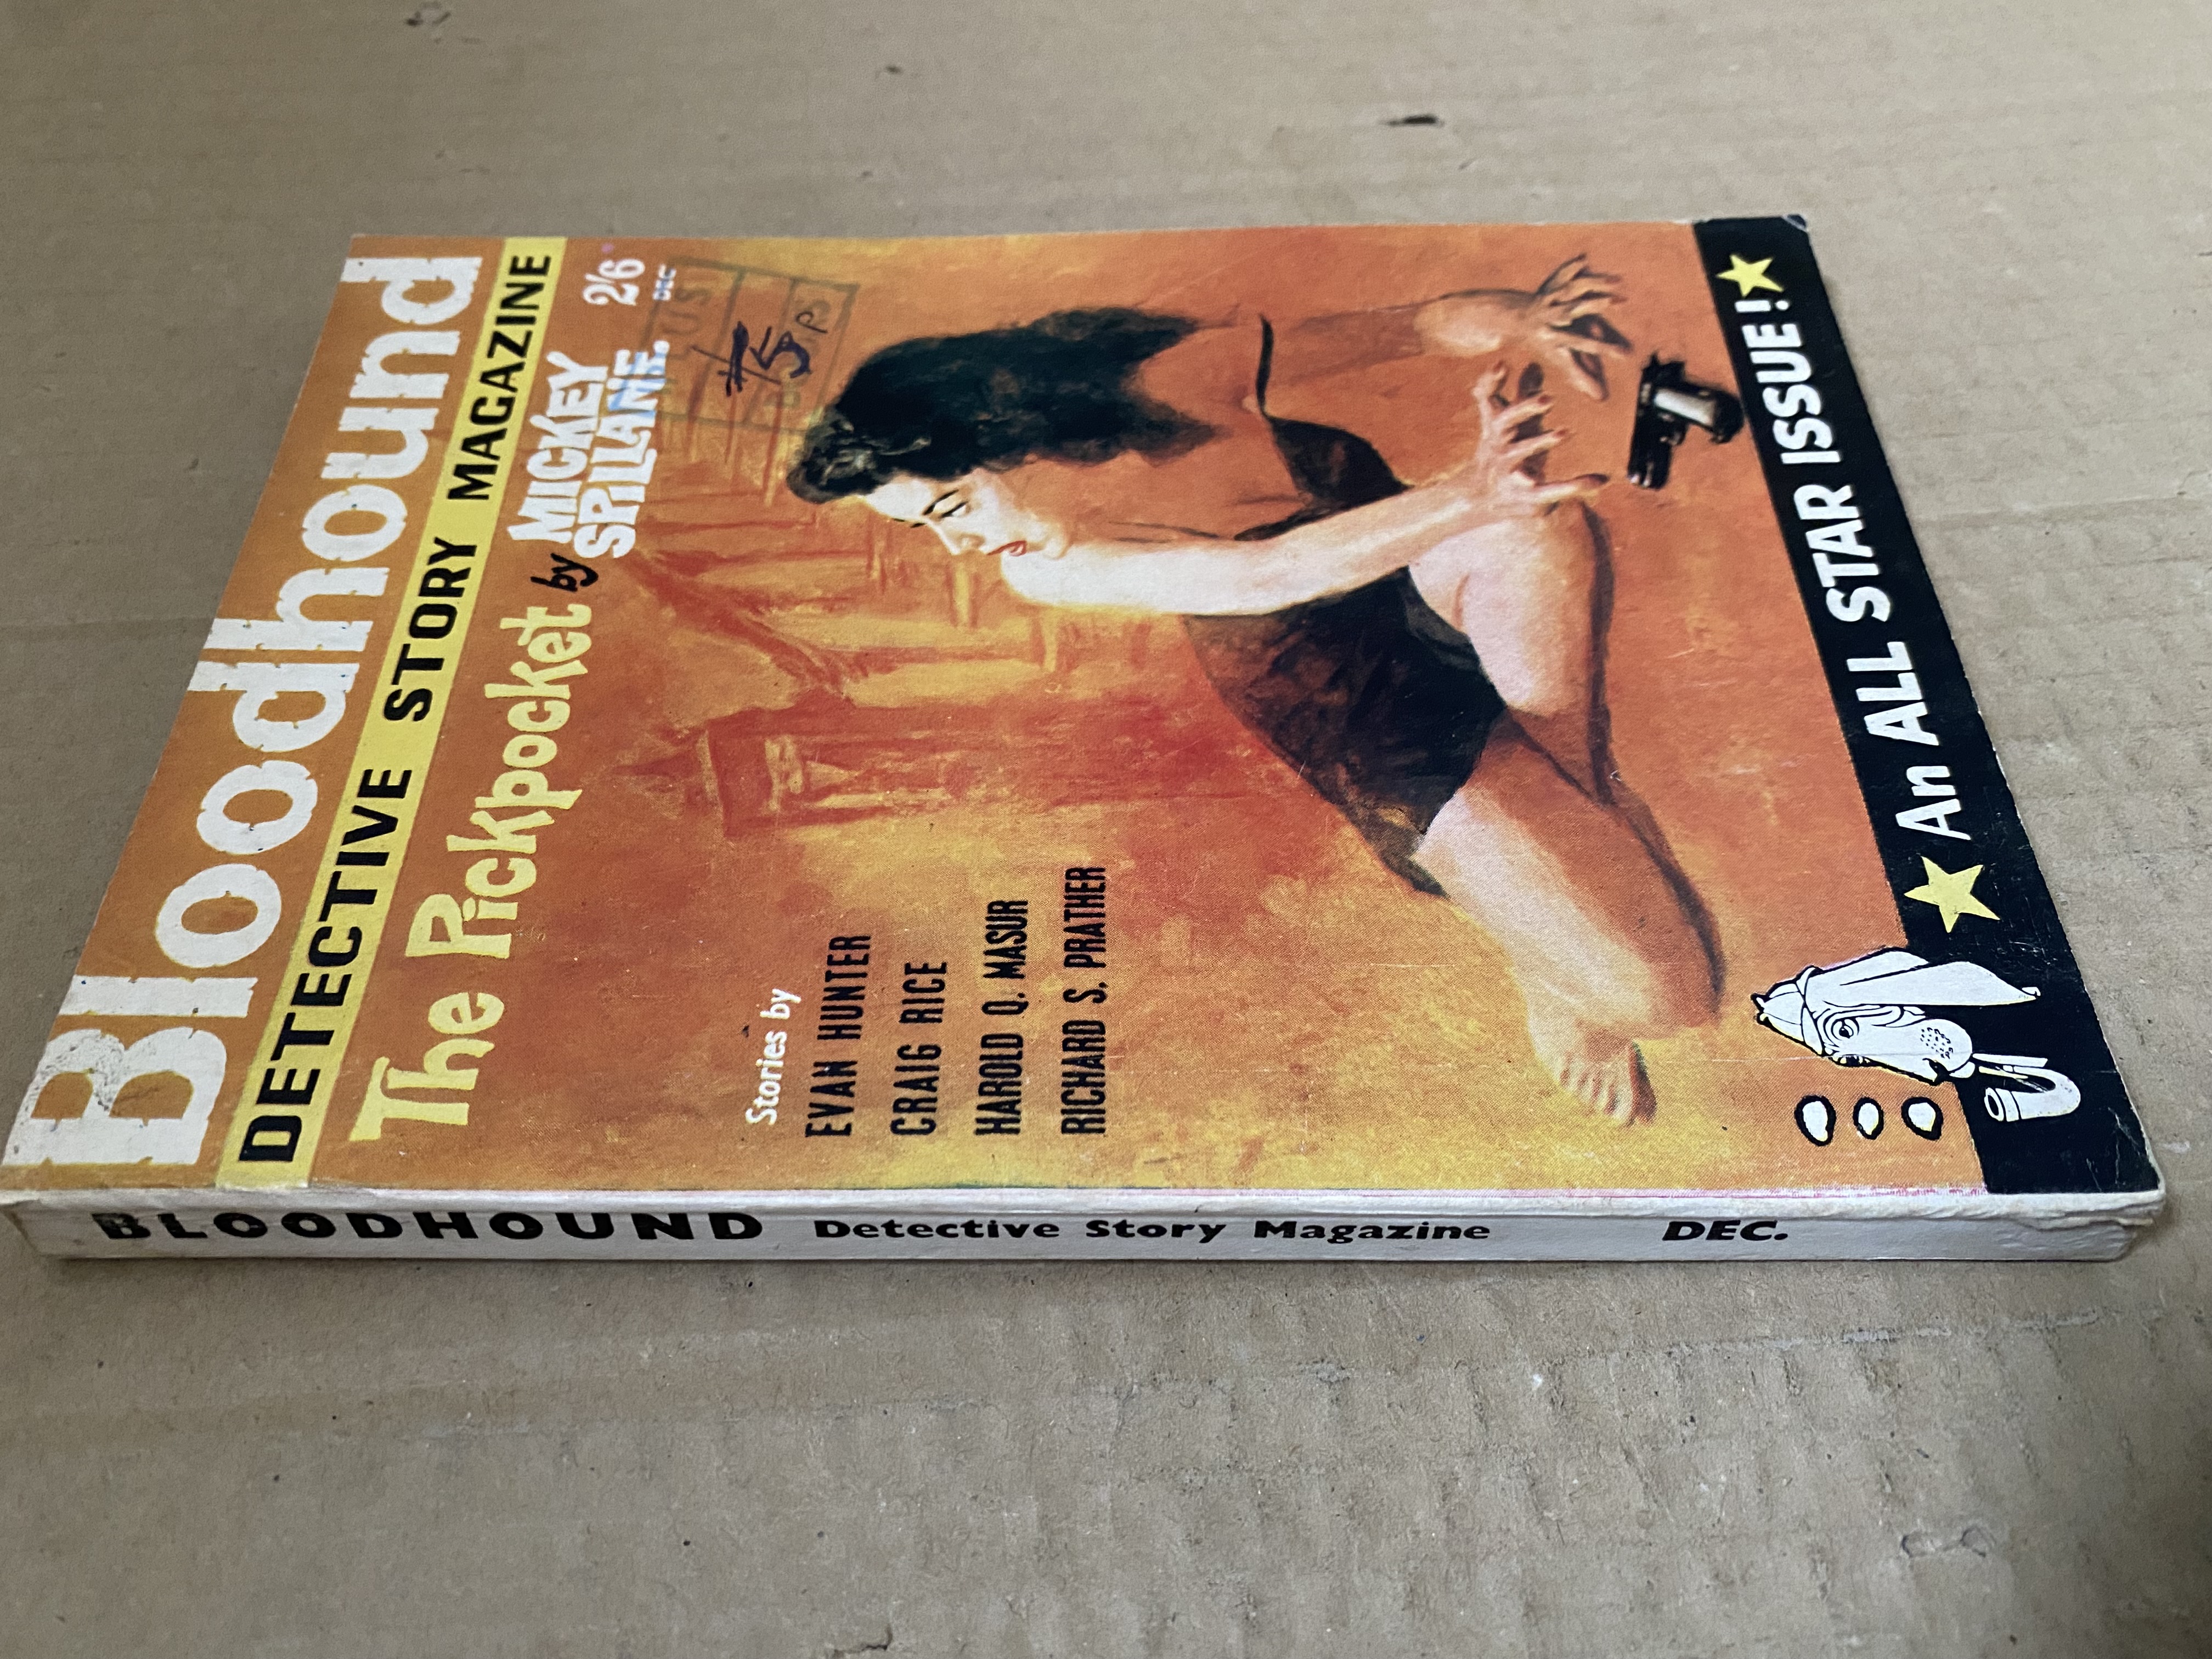 Bloodhound
DETECTIVE STORY MAGAZINE
The Pickpocket by MICKEY
SPILLANE.
2/6
DEC
Stories by
EVAN HUNTER
CRAIG RICE
HAROLD Q. MASUR
RICHARD S. PRATHER
An ALL STAR ISSUE!
BLOODHOUND Detective Story Magazine DEC.